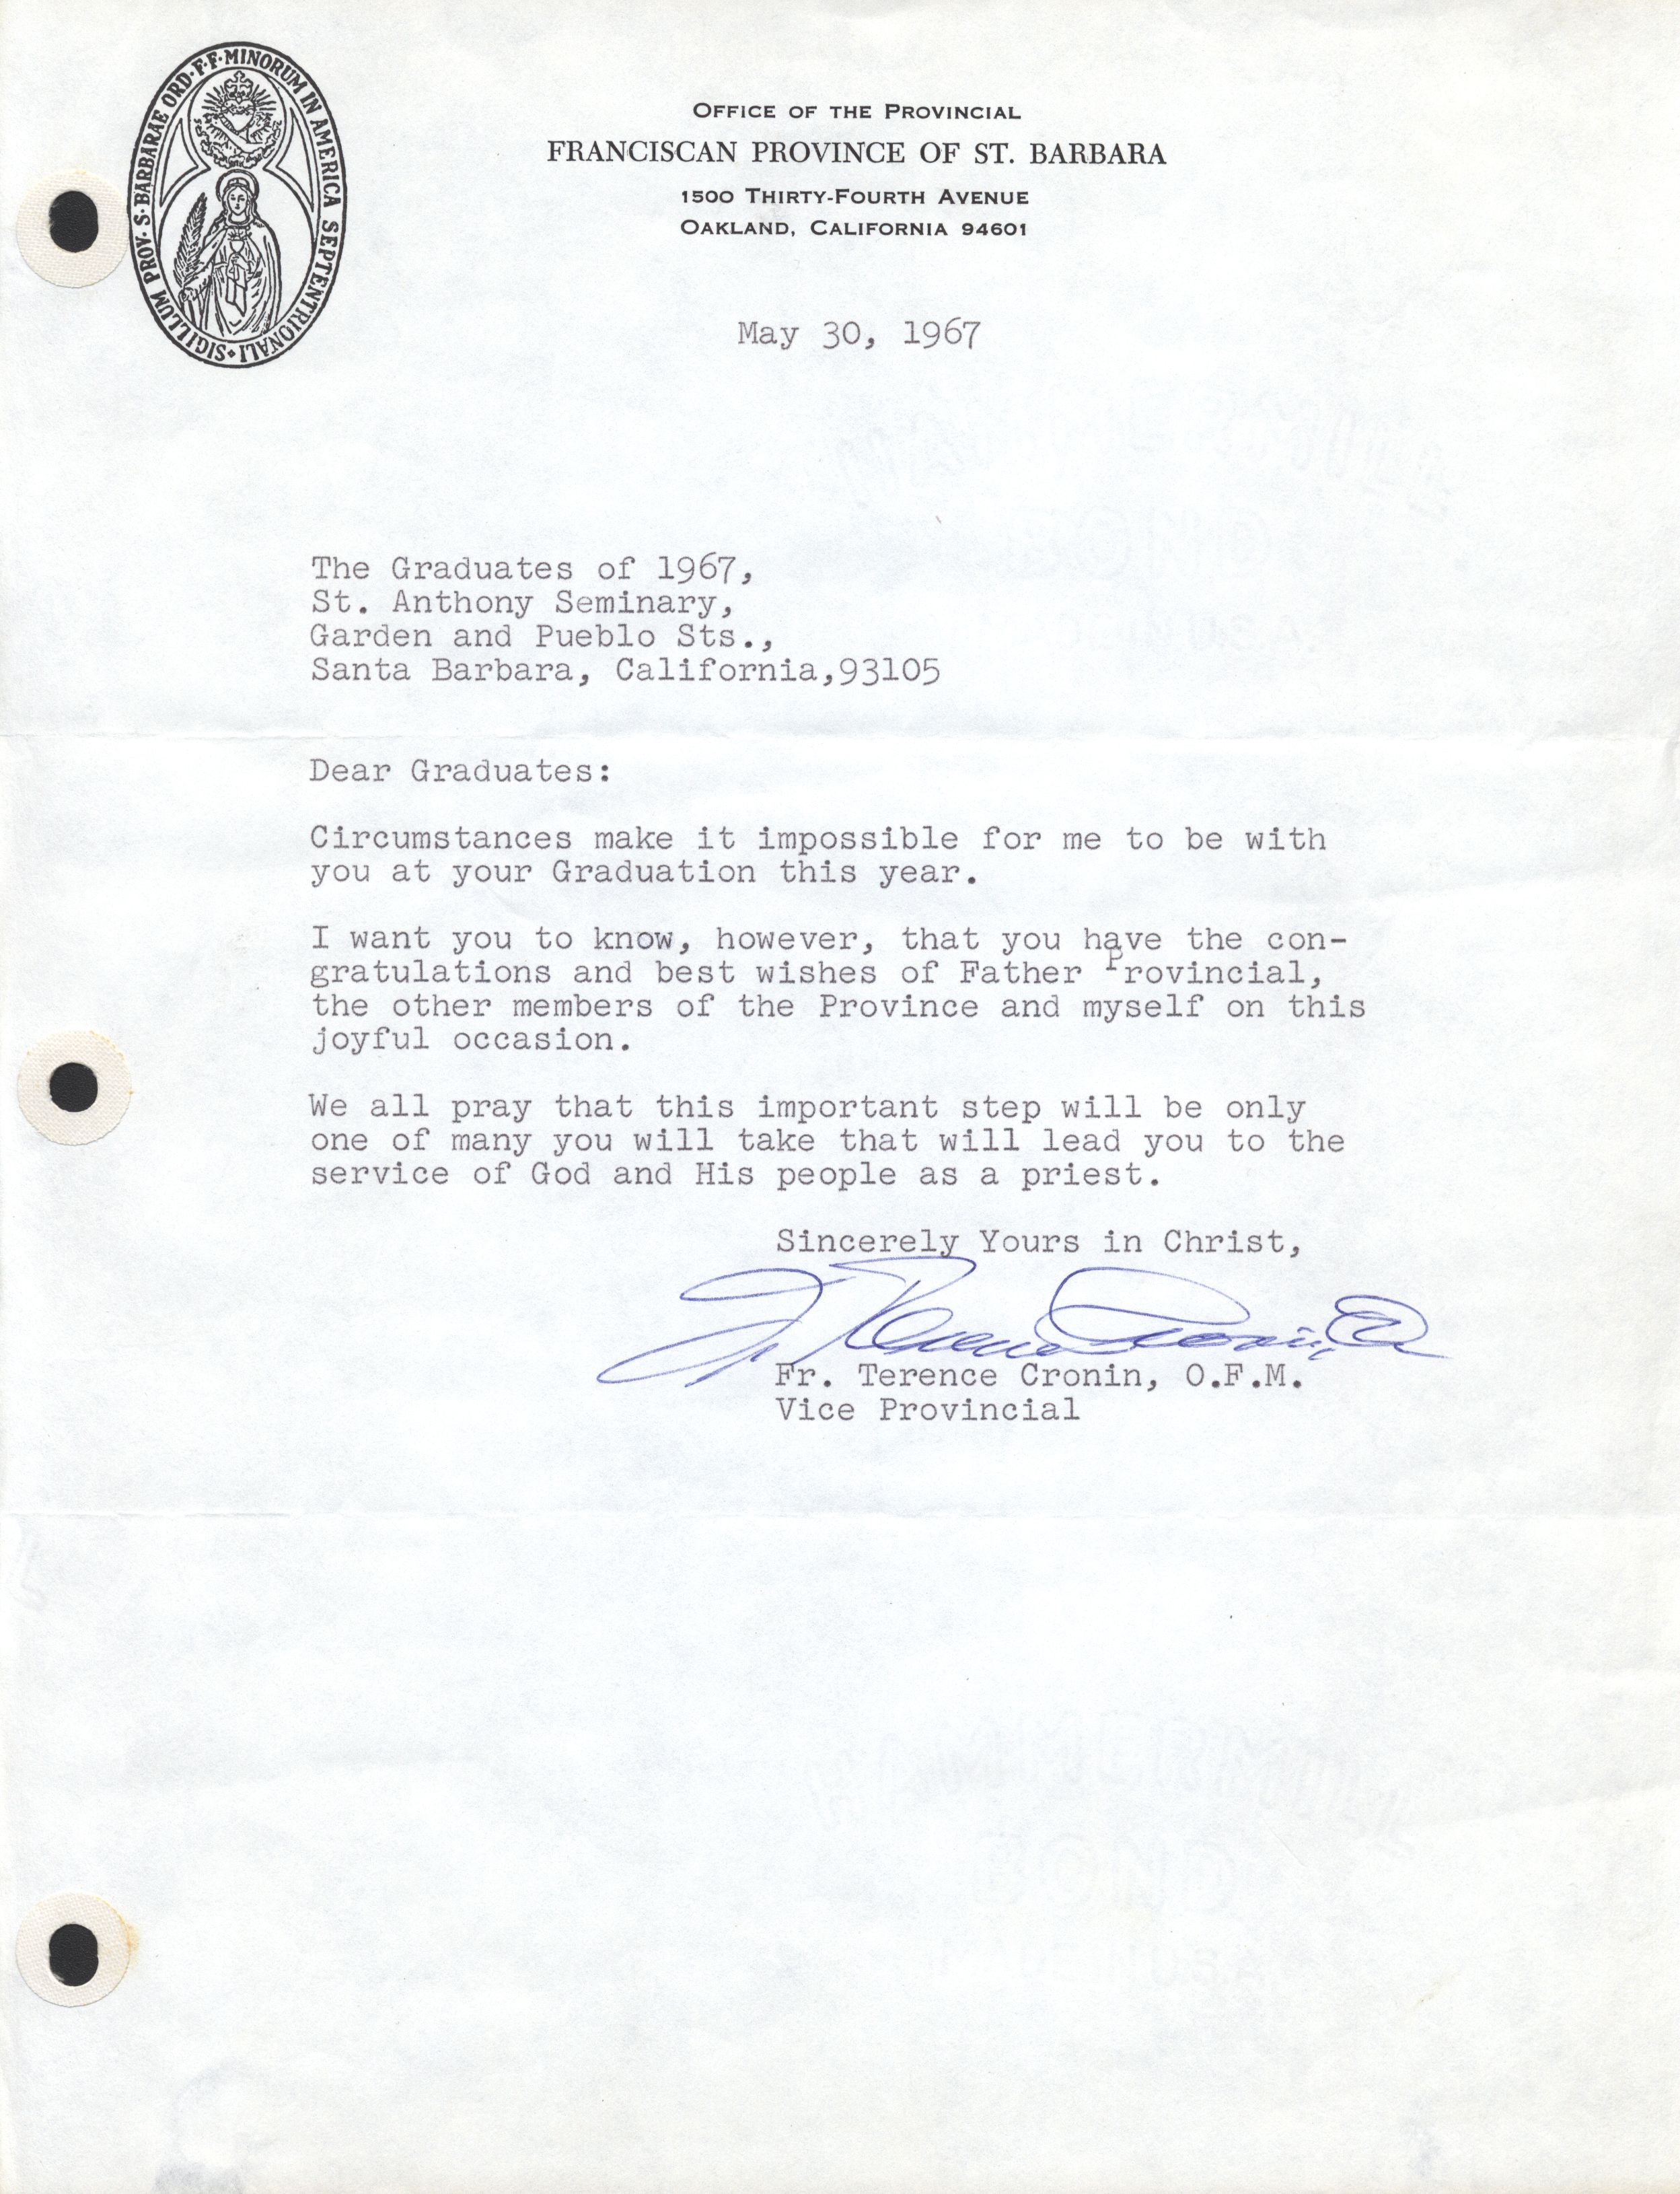 SIGILLUM PROV. S. BARBARAE ORD. F. F. MINORUM IN AMERICA SEPTENTRIONALI
OFFICE OF THE PROVINCIAL
FRANCISCAN PROVINCE OF ST. BARBARA
1500 THIRTY-FOURTH AVENUE
OAKLAND, CALIFORNIA 94601
May 30, 1967
The Graduates of 1967,
St. Anthony Seminary,
Garden and Pueblo Sts.,
Santa Barbara, California,93105
Dear Graduates:
Circumstances make it impossible for me to be with
you at your Graduation this year.
I want you to know, however, that you have the con-
gratulations and best wishes of Father Provincial,
the other members of the Province and myself on this
joyful occasion.
We all pray that this important step will be only
one of many you will take that will lead you to the
service of God and His people as a priest.
Sincerely Yours in Christ,
Fr. Terence Cronin, O.F.M.
Vice Provincial